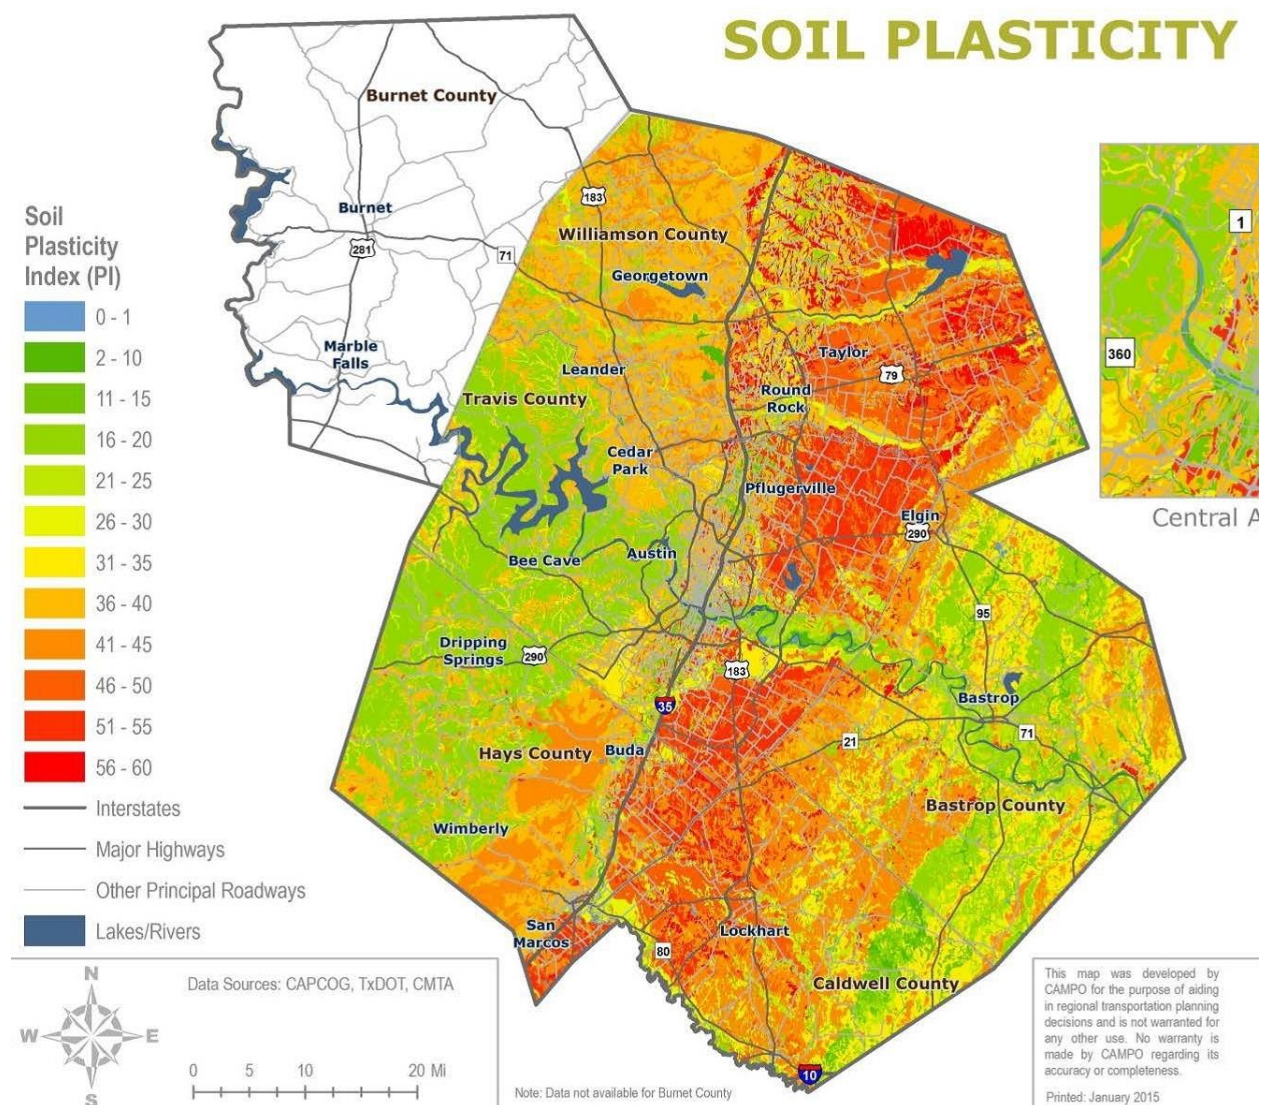 SOIL PLASTICITY
Burnet County
Burnet
281
183
71
Williamson County
Georgetown
Marble
Falls
Leander
Taylor
79
Travis County
Round
Rock
Cedar
Park
Pflugerville
Elgin
290
Bee Cave
Austin
95
Dripping
Springs
290
183
Bastrop
35
71
21
Hays County
Buda
Bastrop County
Wimberly
San
Marcos
Lockhart
80
Caldwell County
10
1
360
Central A
Soil
Plasticity
Index (PI)
0 - 1
2 - 10
11 - 15
16 - 20
21 - 25
26 - 30
31 - 35
36 - 40
41 - 45
46 - 50
51 - 55
56 - 60
Interstates
Major Highways
Other Principal Roadways
Lakes/Rivers
N
W E
S
Data Sources: CAPCOG, TxDOT, CMTA
0 5 10 20 Mi
Note: Data not available for Burnet County
This map was developed by
CAMPO for the purpose of aiding
in regional transportation planning
decisions and is not warranted for
any other use. No warranty is
made by CAMPO regarding its
accuracy or completeness.
Printed: January 2015